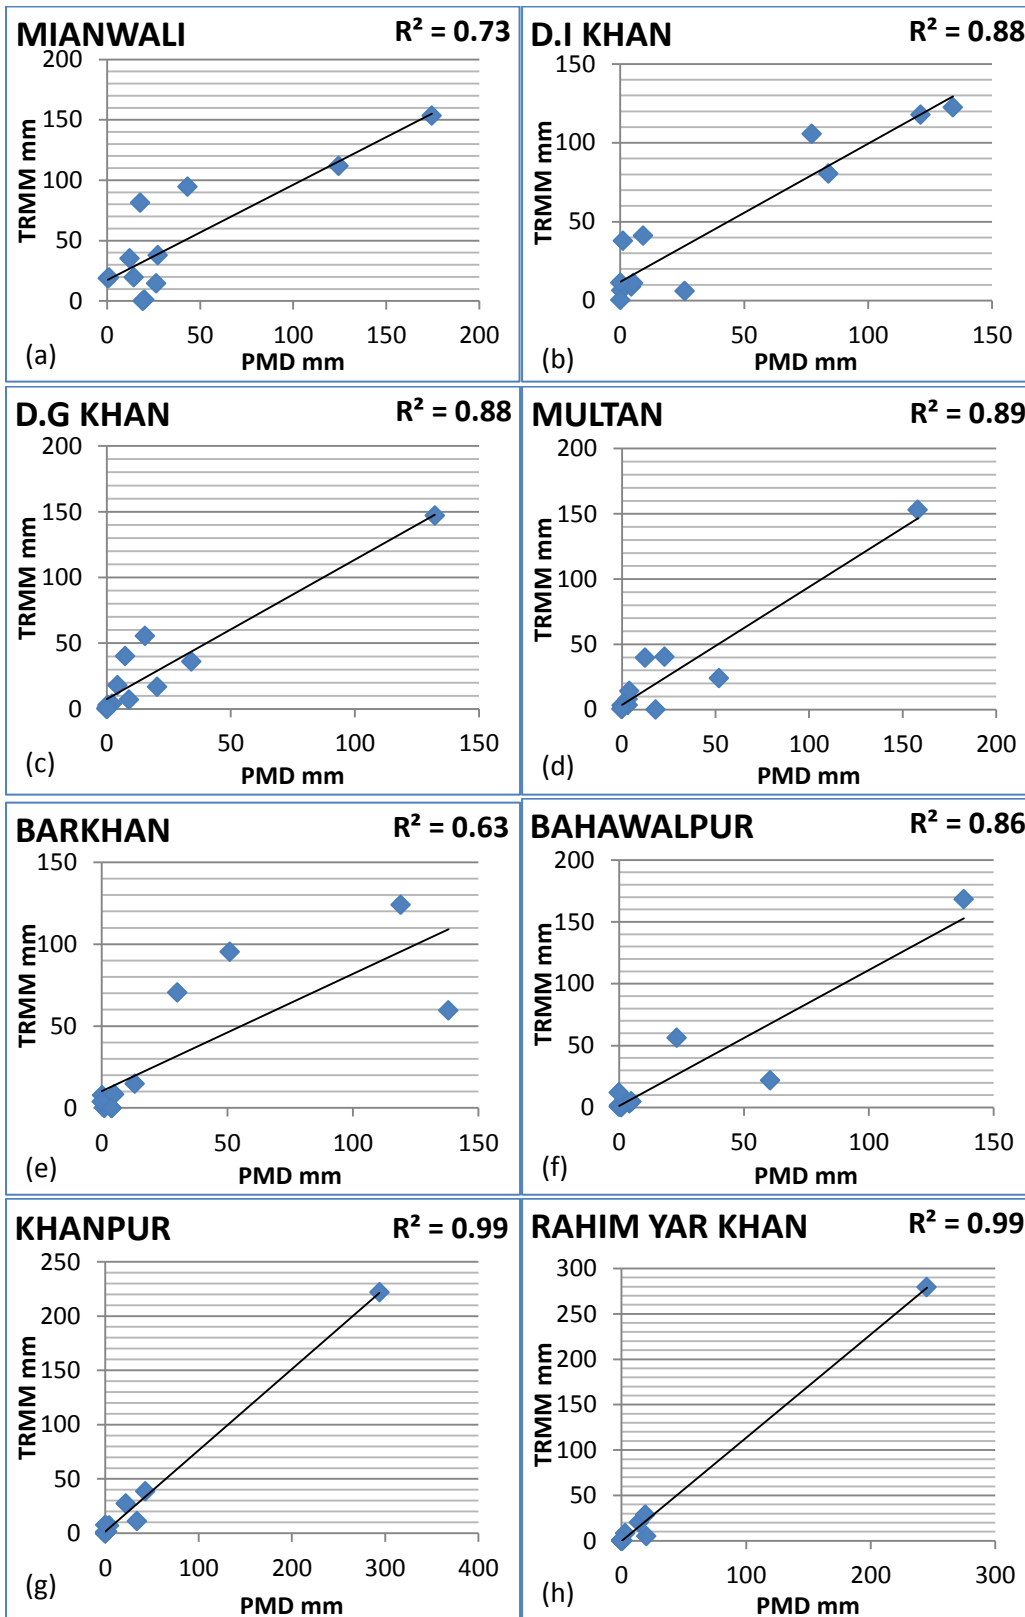 MIANWALI R² = 0.73
200
150
100
50
0
TRMM mm
0 50 100 150 200
(a) PMD mm
D.I KHAN R² = 0.88
150
100
50
0
TRMM mm
0 50 100 150
(b) PMD mm
D.G KHAN R² = 0.88
200
150
100
50
0
TRMM mm
0 50 100 150
(c) PMD mm
MULTAN R² = 0.89
200
150
100
50
0
TRMM mm
0 50 100 150 200
(d) PMD mm
BARKHAN R² = 0.63
150
100
50
0
TRMM mm
0 50 100 150
(e) PMD mm
BAHAWALPUR R² = 0.86
200
150
100
50
0
TRMM mm
0 50 100 150
(f) PMD mm
KHANPUR R² = 0.99
250
200
150
100
50
0
TRMM mm
0 100 200 300 400
(g) PMD mm
RAHIM YAR KHAN R² = 0.99
300
250
200
150
100
50
0
TRMM mm
0 100 200 300
(h) PMD mm